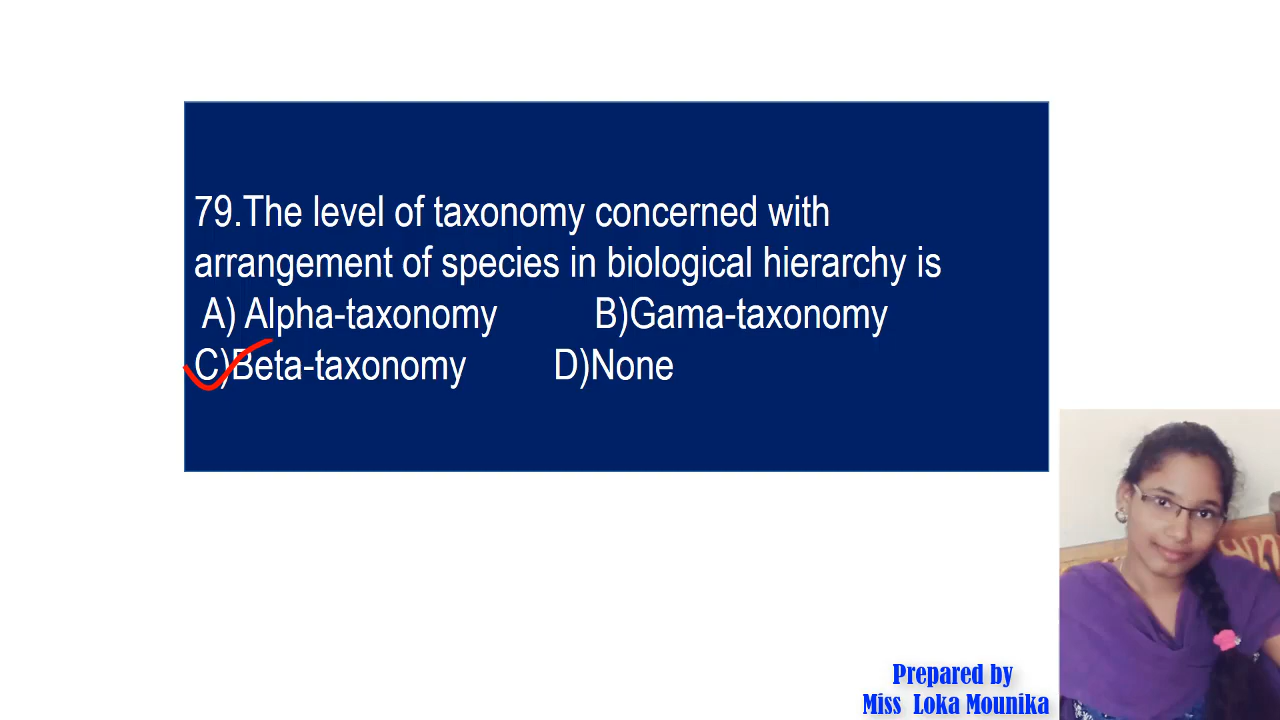 79.The level of taxonomy concerned with
arrangement of species in biological hierarchy is
A) Alpha-taxonomy B)Gama-taxonomy
C)Beta-taxonomy D)None
Prepared by
Miss Loka Mounika